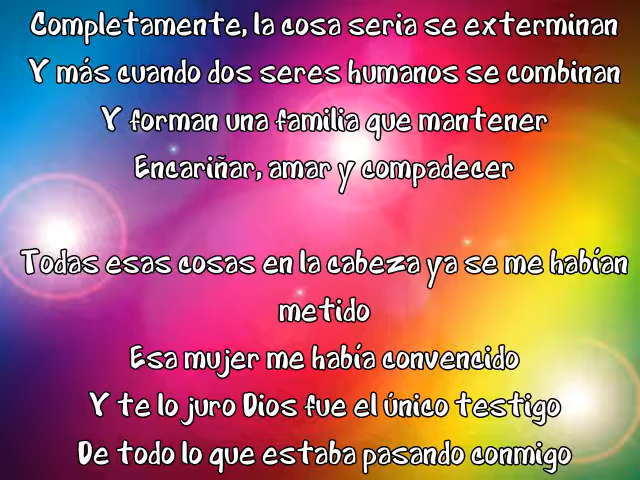 Completamente, la cosa seria se exterminan
Y más cuando dos seres humanos se combinan
Y forman una familia que mantener
Encariñar, amar y compadecer
Todas esas cosas en la cabeza ya se me habían
metido
Esa mujer me había convencido
Y te lo juro Dios fue el único testigo
De todo lo que estaba pasando conmigo